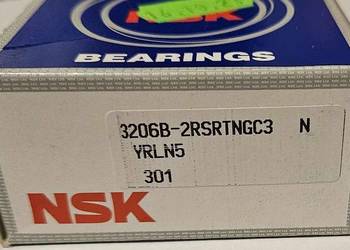 NSK
BEARINGS
3206B-2RSRTNGC3 N
YRLN5
301
NSK